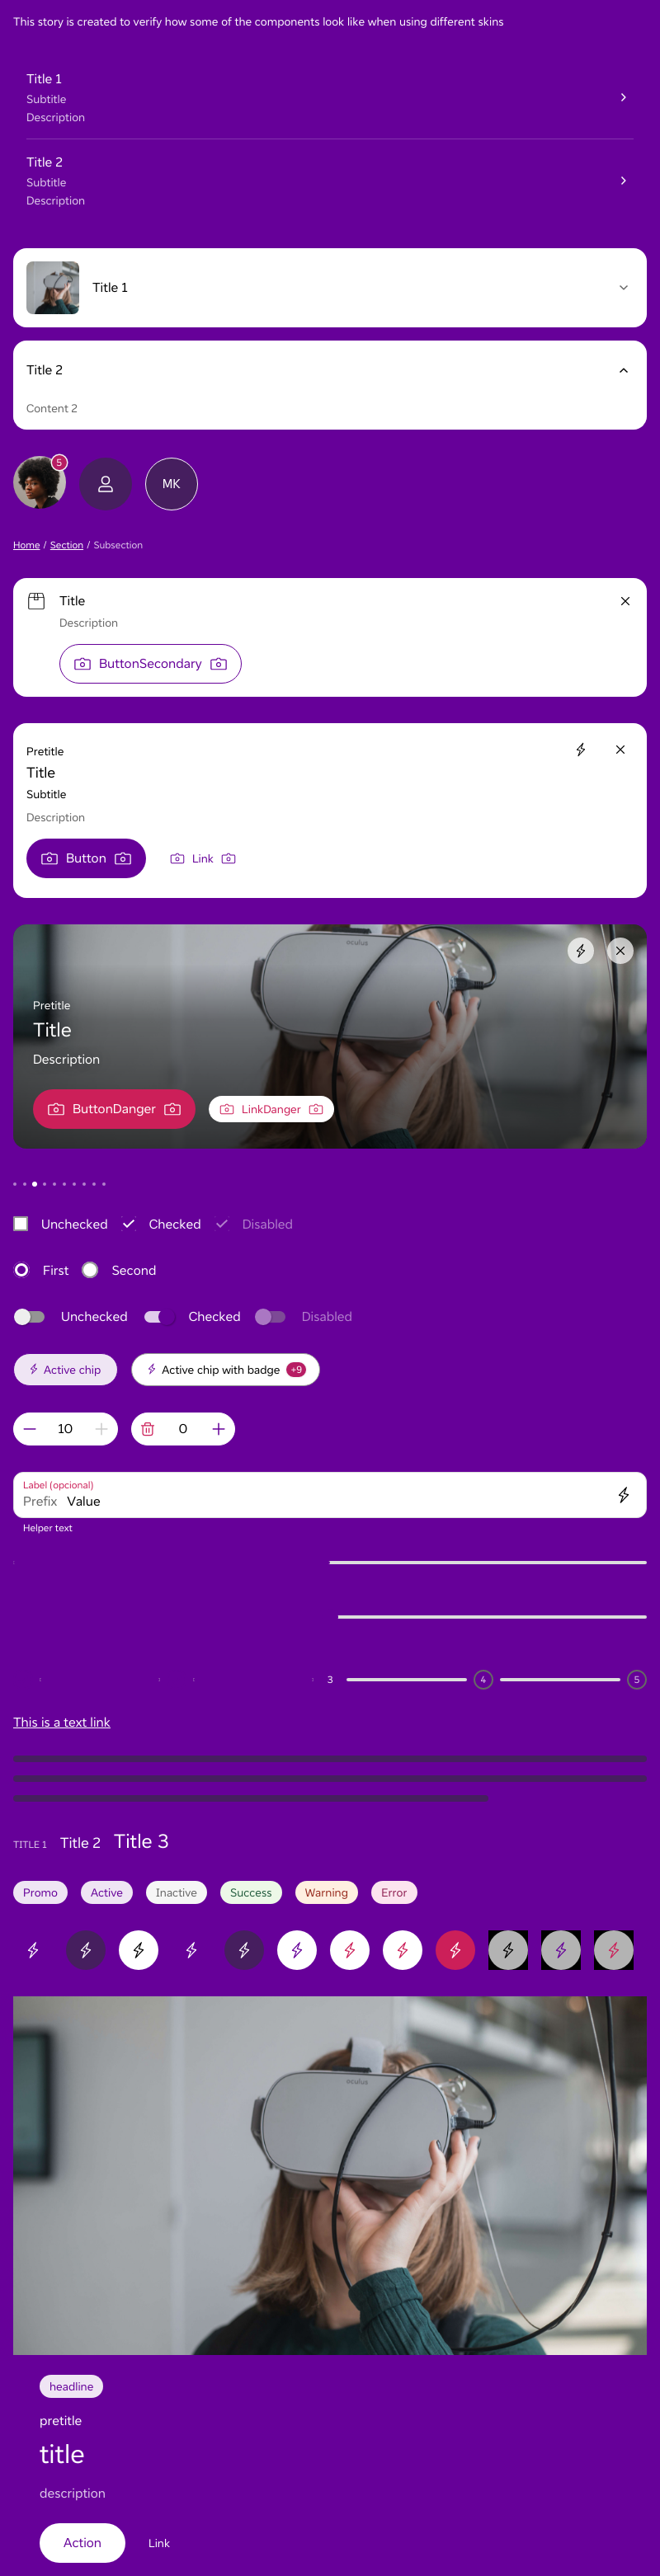 This story is created to verify how some of the components look like when using different skins
Title 1
Subtitle
Description
Title 2
Subtitle
Description
Title 1
Title 2
Content 2
5
MK
Home / Section / Subsection
Title
Description
ButtonSecondary
Pretitle
Title
Subtitle
Description
Button Link
oculus
Pretitle
Title
Description
ButtonDanger LinkDanger
Unchecked Checked Disabled
First Second
Unchecked Checked Disabled
Active chip Active chip with badge +9
10 0
Label (opcional)
Prefix Value
Helper text
3 4 5
This is a text link
TITLE 1 Title 2 Title 3
Promo Active Inactive Success Warning Error
oculus
headline
pretitle
title
description
Action Link